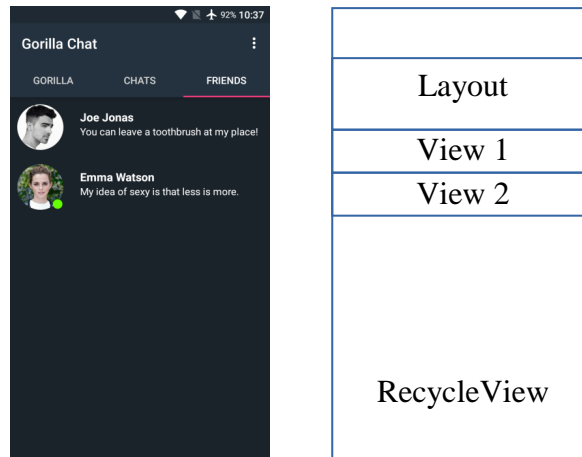 92% 10:37
Gorilla Chat
GORILLA CHATS FRIENDS
Joe Jonas
You can leave a toothbrush at my place!
Emma Watson
My idea of sexy is that less is more.
Layout
View 1
View 2
RecycleView